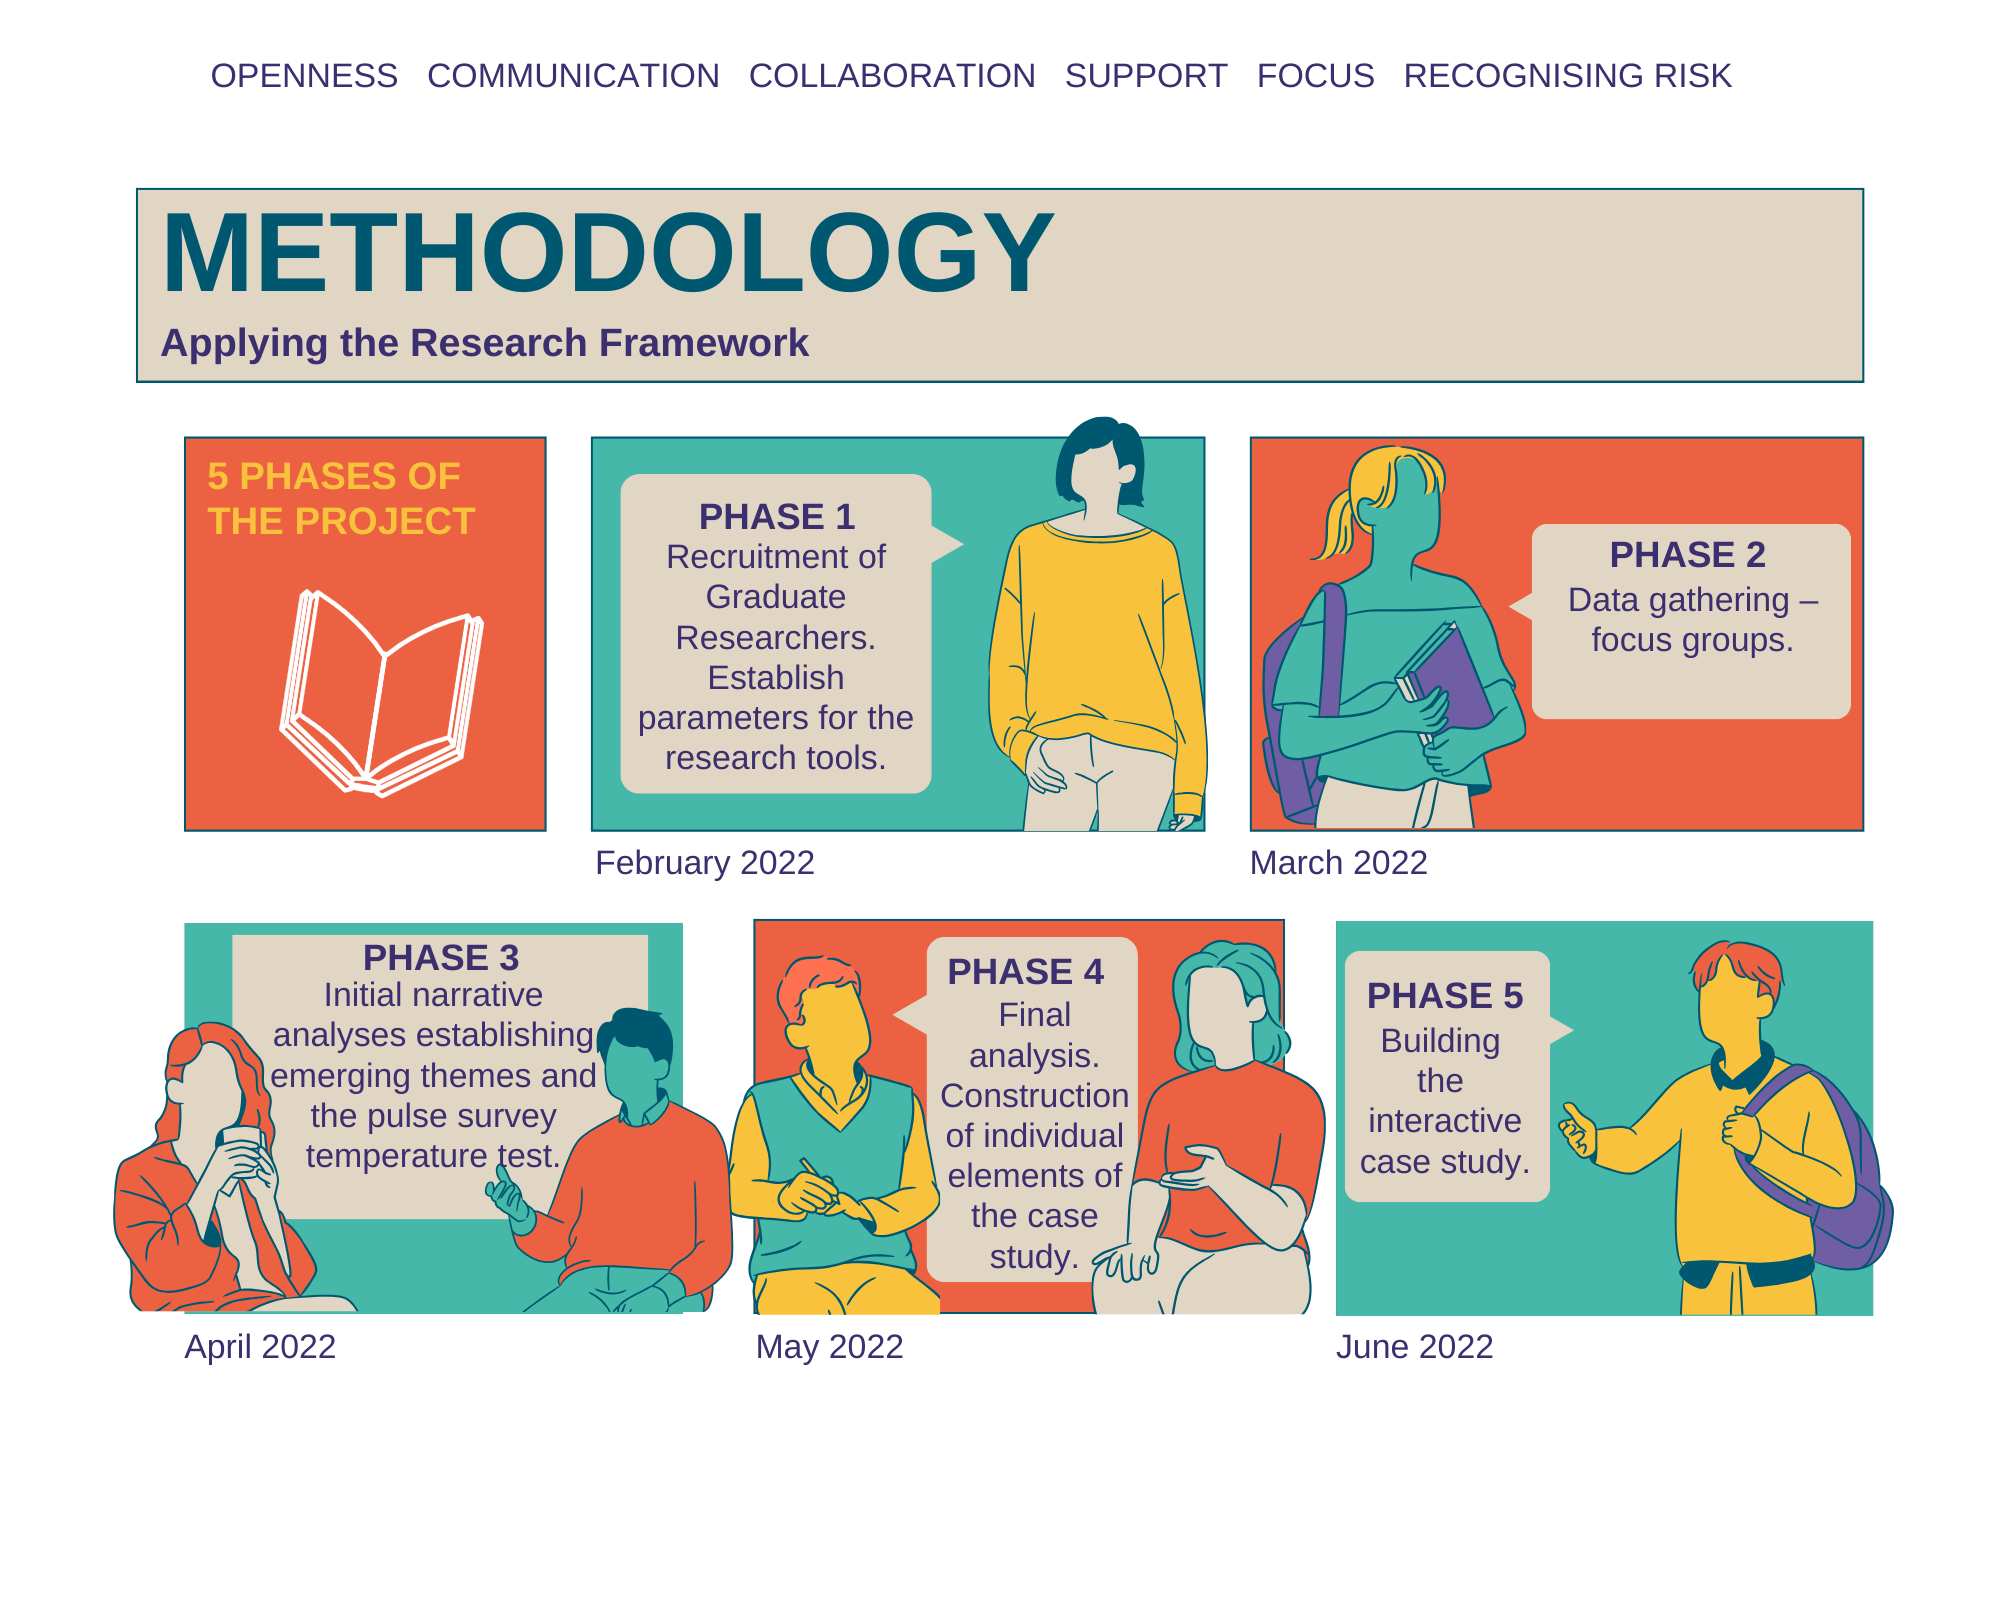 OPENNESS COMMUNICATION COLLABORATION SUPPORT FOCUS RECOGNISING RISK
METHODOLOGY
Applying the Research Framework
5 PHASES OF
THE PROJECT
PHASE 1
Recruitment of
Graduate
Researchers.
Establish
parameters for the
research tools.
February 2022
PHASE 2
Data gathering –
focus groups.
March 2022
PHASE 3
Initial narrative
analyses establishing
emerging themes and
the pulse survey
temperature test.
April 2022
PHASE 4
Final
analysis.
Construction
of individual
elements of
the case
study.
May 2022
PHASE 5
Building
the
interactive
case study.
June 2022